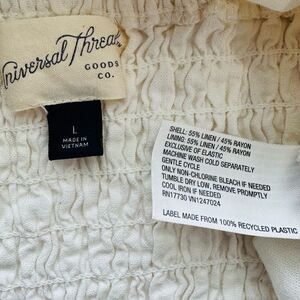 Universal Thread
GOODS
CO.
L
MADE IN
VIETNAM
SHELL: 55% LINEN / 45% RAYON
LINING: 55% LINEN / 45% RAYON
EXCLUSIVE OF ELASTIC
MACHINE WASH COLD SEPARATELY
GENTLE CYCLE
ONLY NON-CHLORINE BLEACH IF NEEDED
TUMBLE DRY LOW, REMOVE PROMPTLY
COOL IRON IF NEEDED
RN17730 VN1247024
LABEL MADE FROM 100% RECYCLED PLASTIC